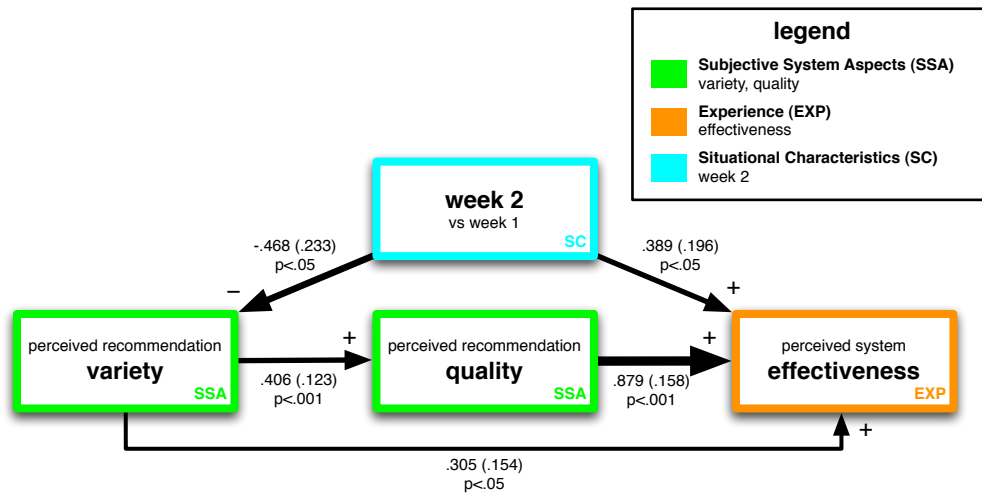 legend
Subjective System Aspects (SSA)
variety, quality
Experience (EXP)
effectiveness
Situational Characteristics (SC)
week 2
week 2
vs week 1
SC
-.468 (.233)
p<.05
.389 (.196)
p<.05
−
+
perceived recommendation
variety
SSA
+
.406 (.123)
p<.001
perceived recommendation
quality
SSA
+
.879 (.158)
p<.001
perceived system
effectiveness
EXP
+
.305 (.154)
p<.05